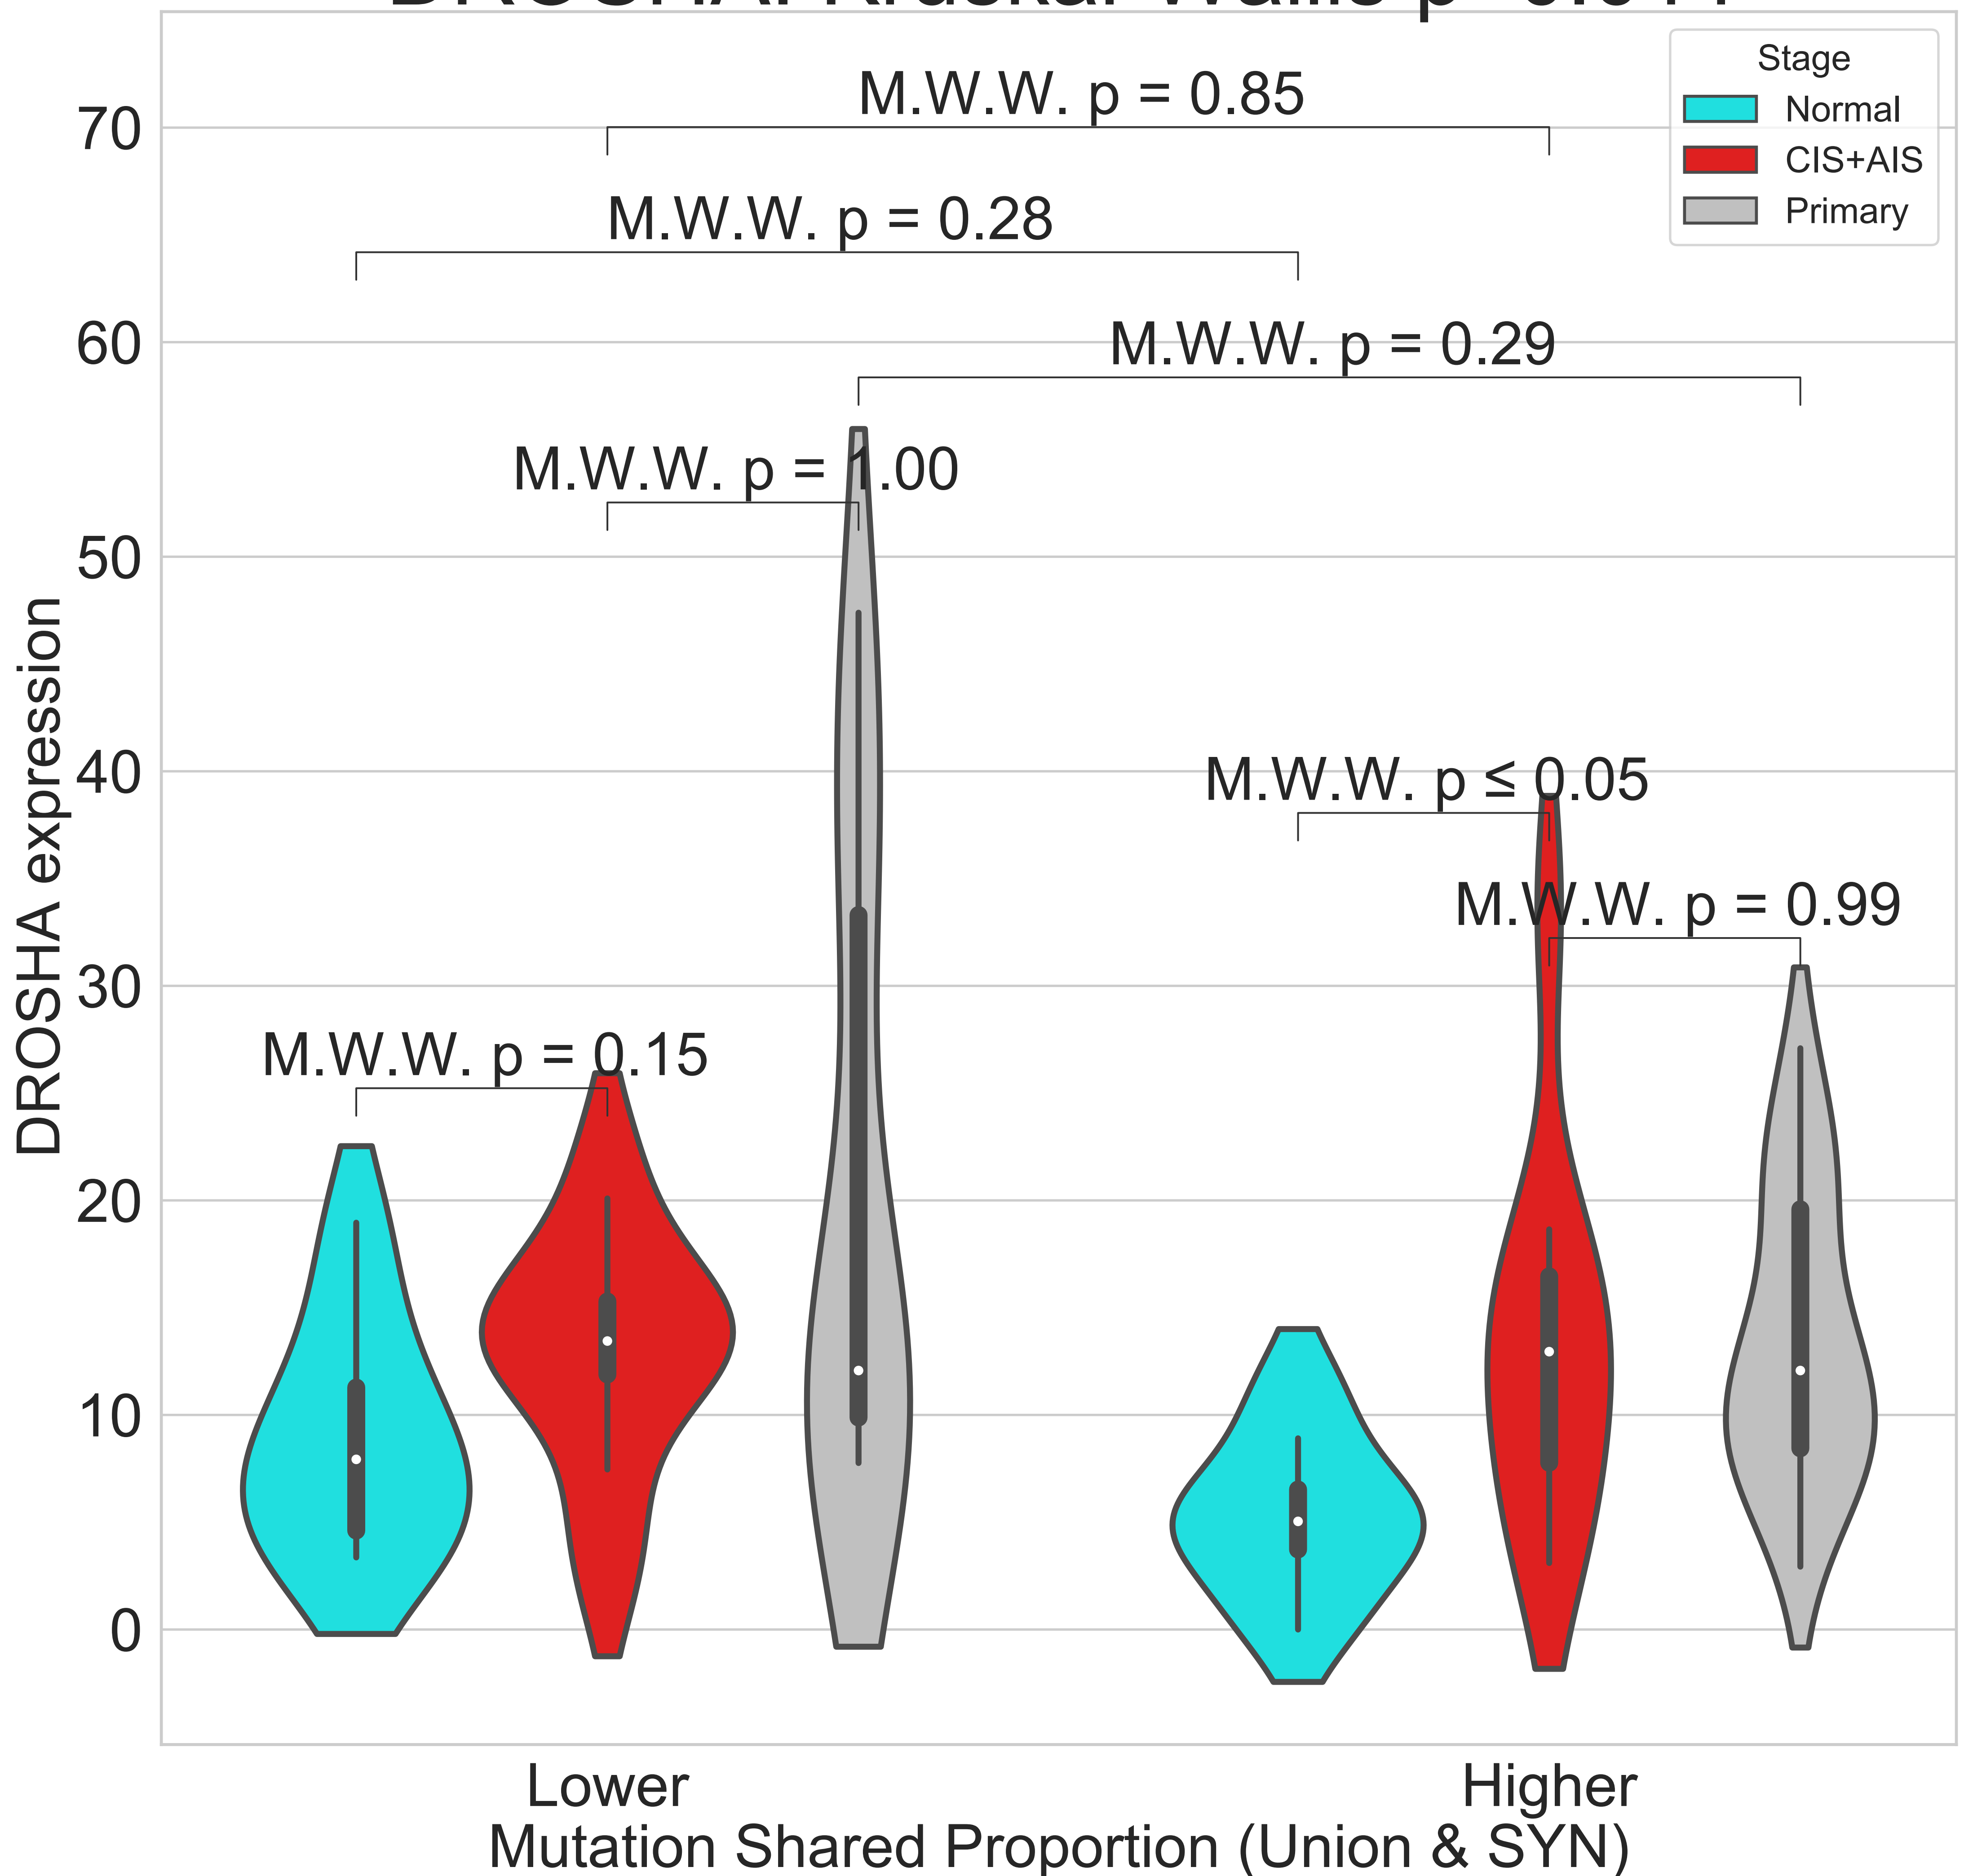 Stage
Normal
CIS+AIS
Primary
M.W.W. p = 0.85
M.W.W. p = 0.28
M.W.W. p = 0.29
M.W.W. p = 1.00
M.W.W. p ≤ 0.05
M.W.W. p = 0.99
M.W.W. p = 0.15
70
60
50
40
30
20
10
0
DROSHA expression
Lower
Higher
Mutation Shared Proportion (Union & SYN)